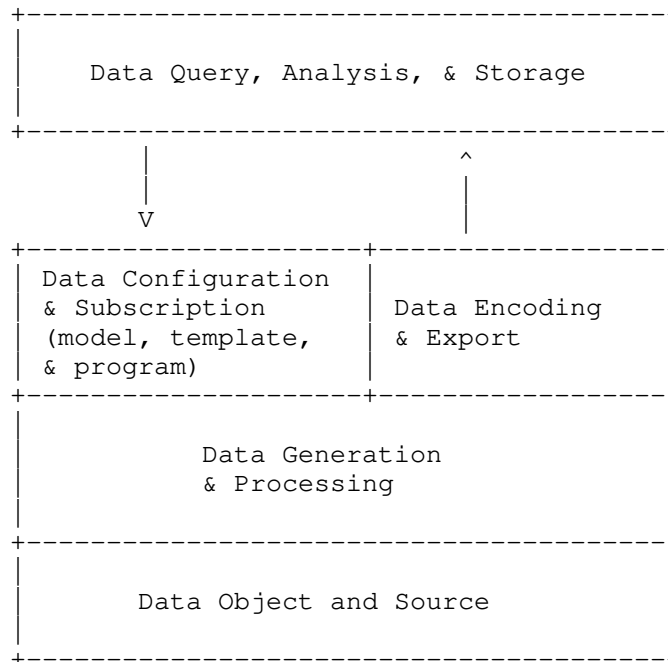 Data Query, Analysis, & Storage
V
^
Data Configuration
& Subscription
(model, template,
& program)
Data Encoding
& Export
Data Generation
& Processing
Data Object and Source